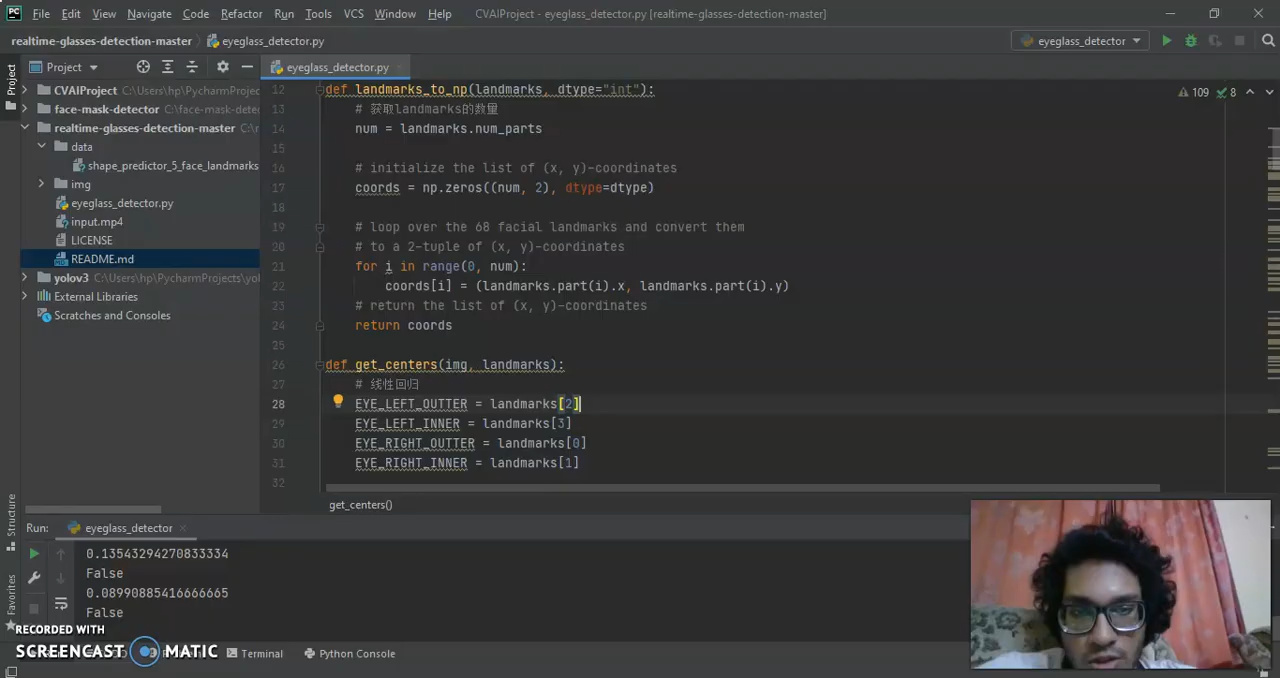 PC File Edit View Navigate Code Refactor Run Tools VCS Window Help CVAIProject - eyeglass_detector.py [realtime-glasses-detection-master]
realtime-glasses-detection-master eyeglass_detector.py eyeglass_detector
Project
Project
eyeglass_detector.py
CVAIProject C:\Users\hp\PycharmProjec
face-mask-detector C:\face-mask-detec
realtime-glasses-detection-master C:\r
data
shape_predictor_5_face_landmarks
img
eyeglass_detector.py
input.mp4
LICENSE
README.md
yolov3 C:\Users\hp\PycharmProjects\yol
External Libraries
Scratches and Consoles
109 8
12 def landmarks_to_np(landmarks, dtype="int"):
13 # 获取landmarks的数量
14 num = landmarks.num_parts
15
16 # initialize the list of (x, y)-coordinates
17 coords = np.zeros((num, 2), dtype=dtype)
18
19 # loop over the 68 facial landmarks and convert them
20 # to a 2-tuple of (x, y)-coordinates
21 for i in range(0, num):
22 coords[i] = (landmarks.part(i).x, landmarks.part(i).y)
23 # return the list of (x, y)-coordinates
24 return coords
25
26 def get_centers(img, landmarks):
27 # 线性回归
28 EYE_LEFT_OUTTER = landmarks[2]
29 EYE_LEFT_INNER = landmarks[3]
30 EYE_RIGHT_OUTTER = landmarks[0]
31 EYE_RIGHT_INNER = landmarks[1]
32
get_centers()
Structure
Favorites
Run: eyeglass_detector
0.13543294270833334
False
0.08990885416666665
False
RECORDED WITH
SCREENCAST MATIC
Terminal Python Console